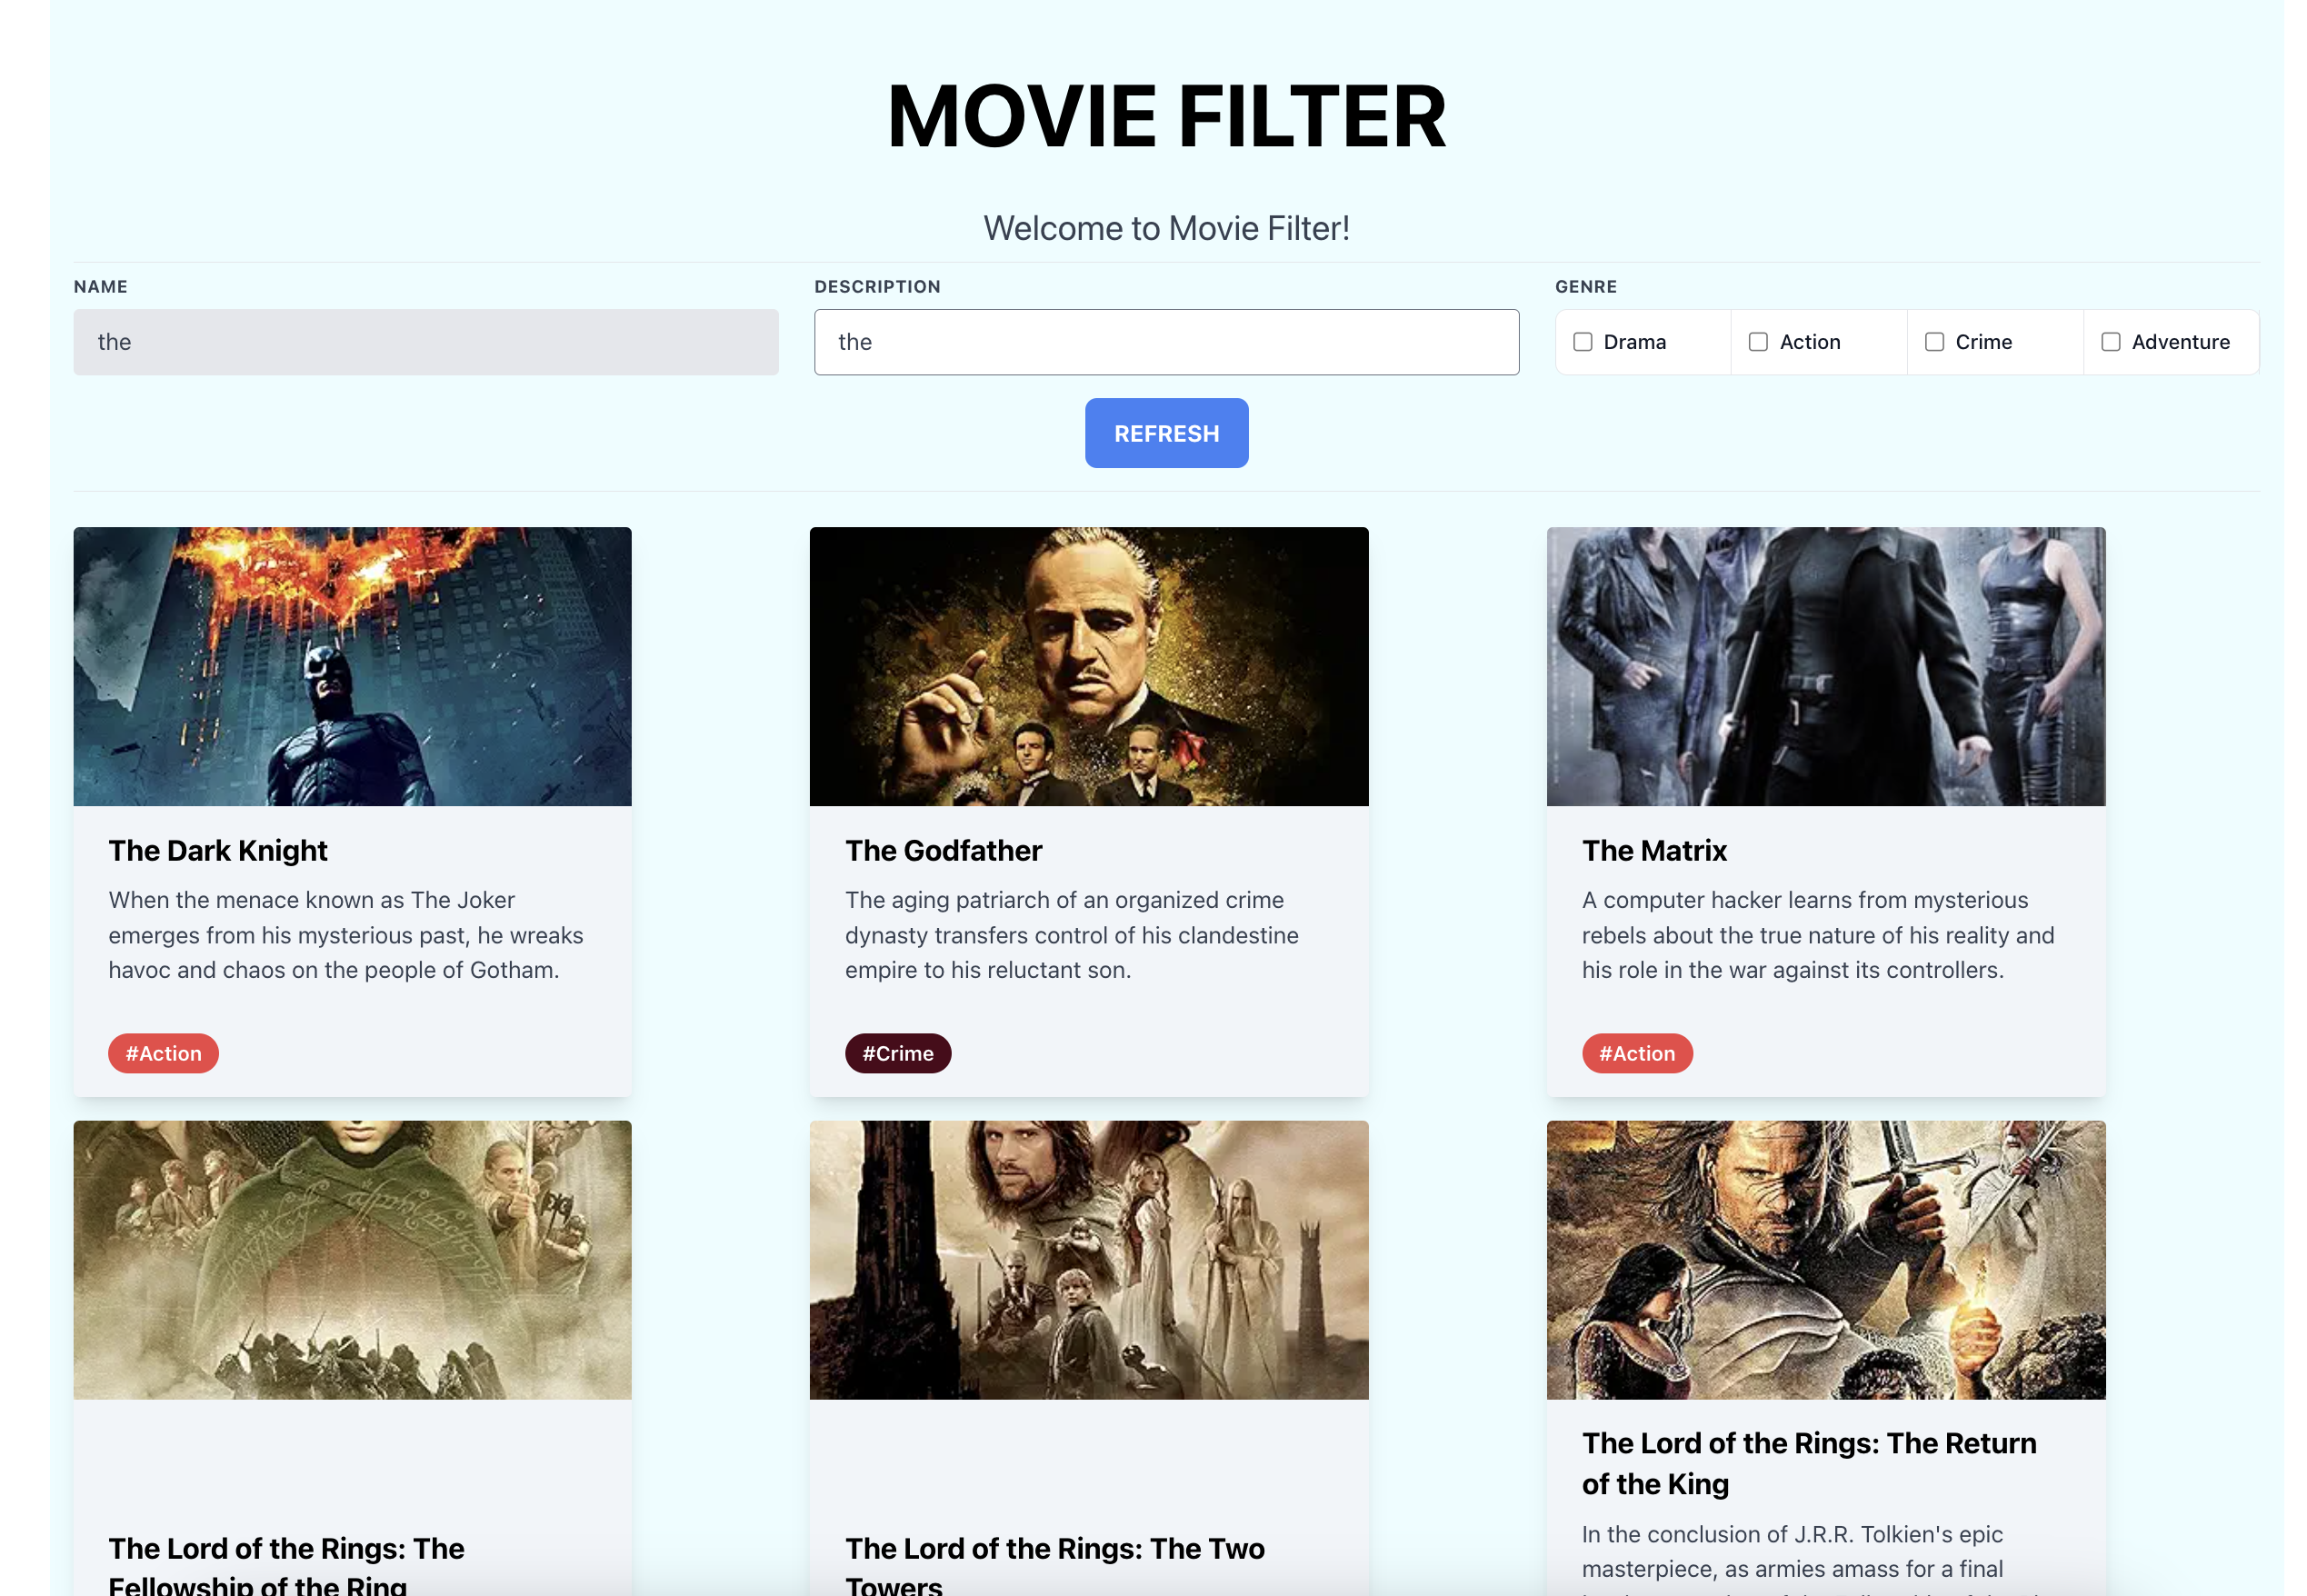 MOVIE FILTER
Welcome to Movie Filter!
NAME
DESCRIPTION
GENRE
the
the
Drama
Action
Crime
Adventure
REFRESH
The Dark Knight
When the menace known as The Joker
emerges from his mysterious past, he wreaks
havoc and chaos on the people of Gotham.
#Action
The Godfather
The aging patriarch of an organized crime
dynasty transfers control of his clandestine
empire to his reluctant son.
#Crime
The Matrix
A computer hacker learns from mysterious
rebels about the true nature of his reality and
his role in the war against its controllers.
#Action
The Lord of the Rings: The
Fellowship of the Ring
The Lord of the Rings: The Two
Towers
The Lord of the Rings: The Return
of the King
In the conclusion of J.R.R. Tolkien's epic
masterpiece, as armies amass for a final